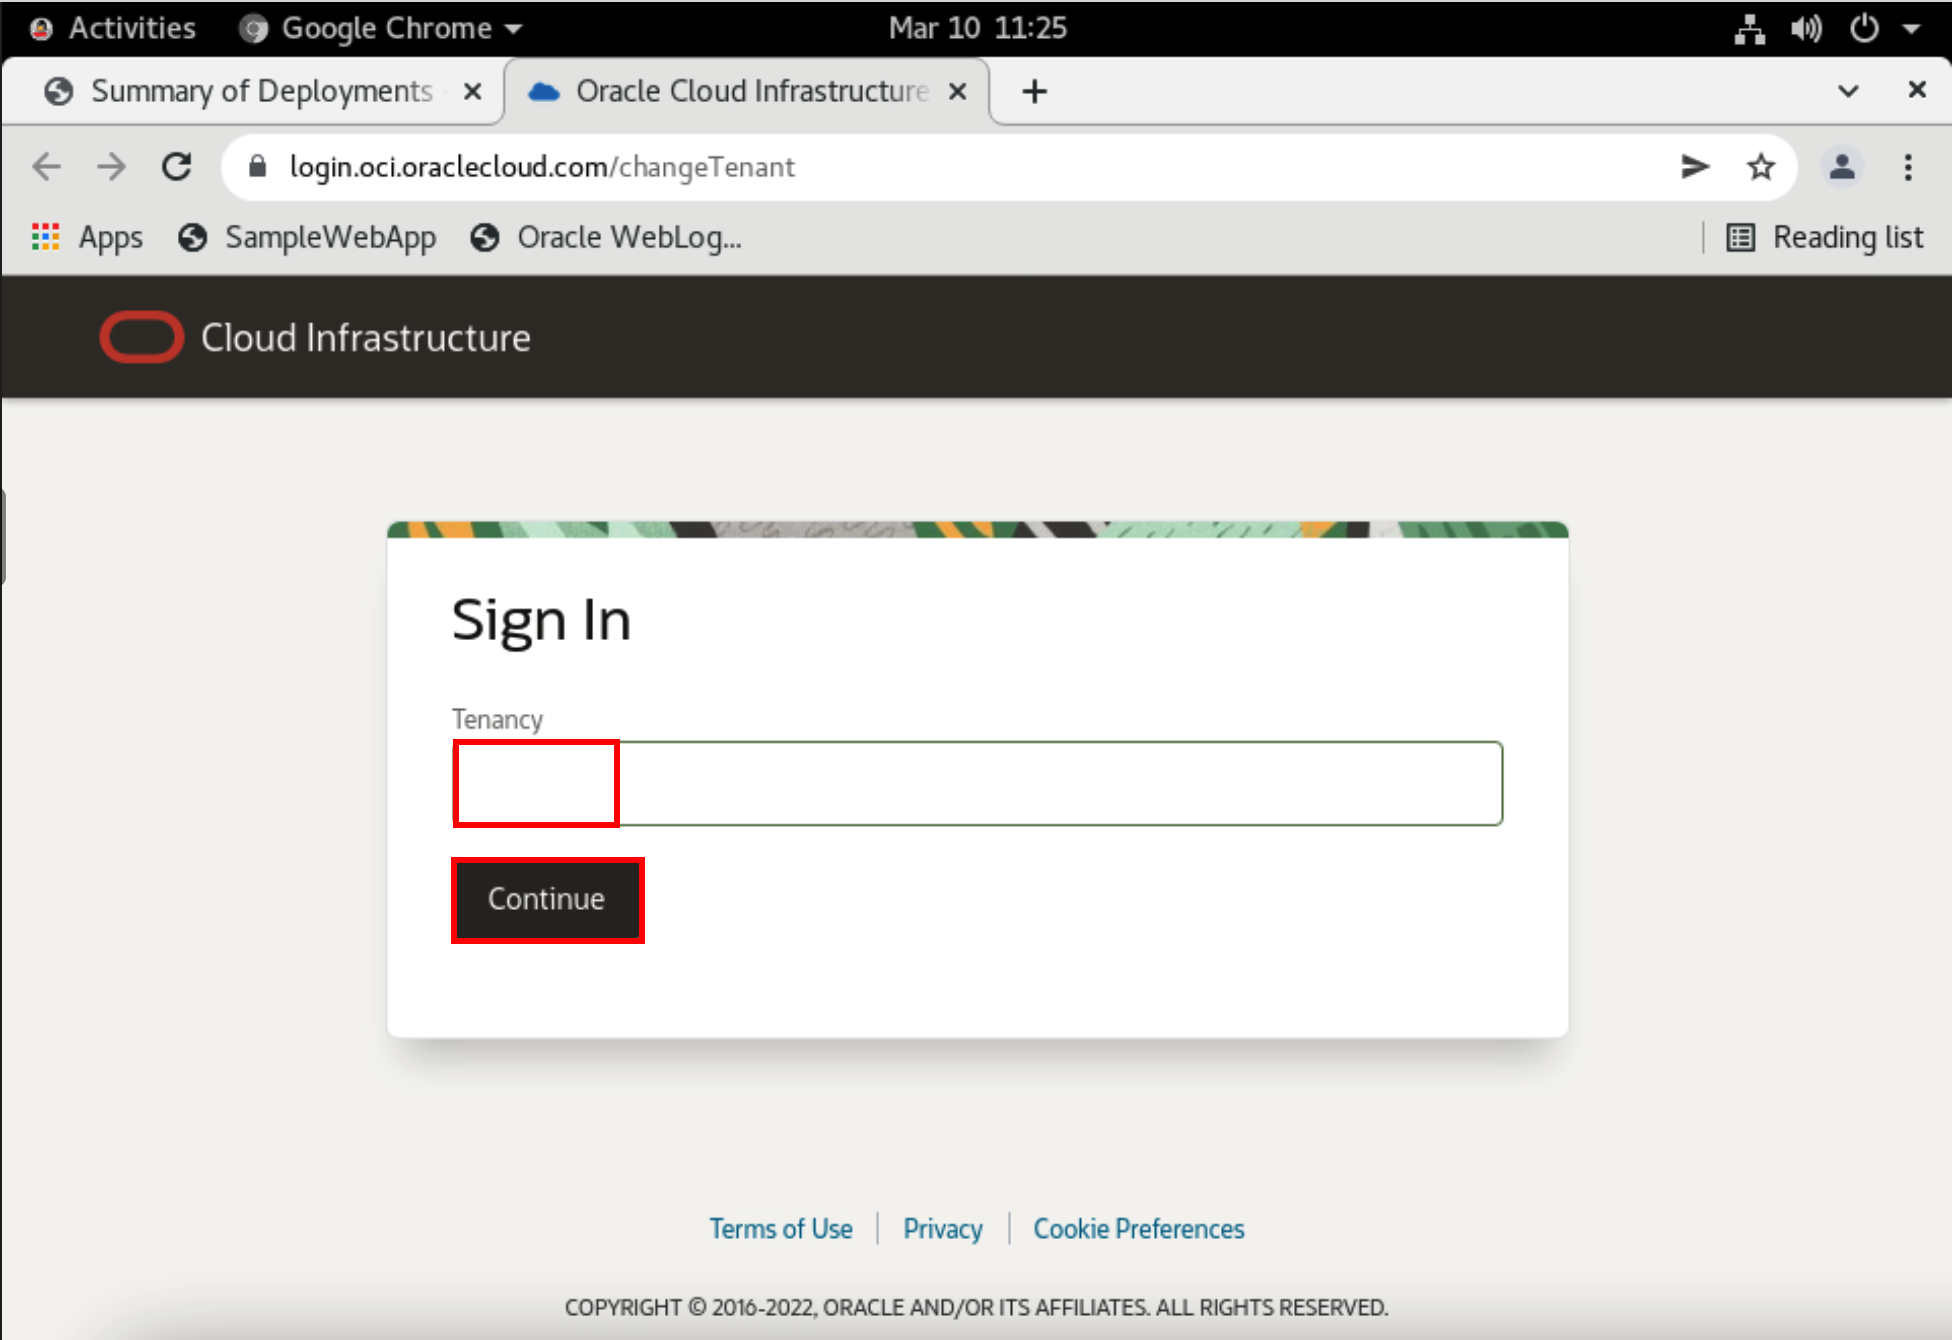 Activities Google Chrome Mar 10 11:25
Summary of Deployments Oracle Cloud Infrastructure
login.oci.oraclecloud.com/changeTenant
Apps SampleWebApp Oracle WebLog... Reading list
Cloud Infrastructure
Sign In
Tenancy
Continue
Terms of Use Privacy Cookie Preferences
COPYRIGHT © 2016-2022, ORACLE AND/OR ITS AFFILIATES. ALL RIGHTS RESERVED.